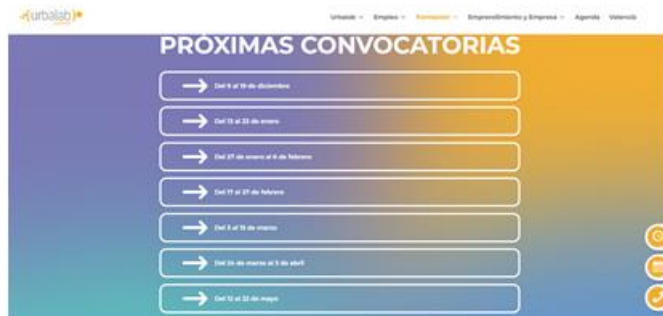 urbalab
Urbalab Empleo Formación Emprendimiento y Empresa Agenda Valencià
PRÓXIMAS CONVOCATORIAS
Del 9 al 19 de diciembre
Del 13 al 23 de enero
Del 27 de enero al 6 de febrero
Del 17 al 27 de febrero
Del 3 al 13 de marzo
Del 24 de marzo al 3 de abril
Del 12 al 22 de mayo